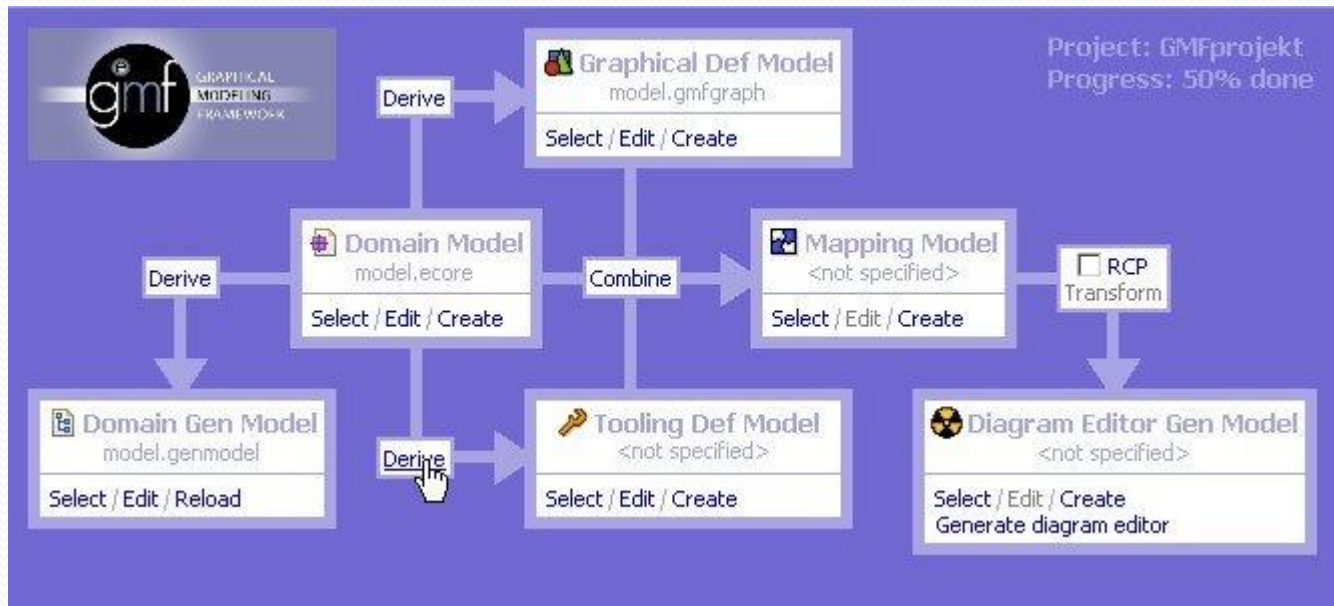 gmf
GRAPHICAL
MODELING
FRAMEWORK
Project: GMFprojekt
Progress: 50% done
Derive
Graphical Def Model
model.gmfgraph
Select / Edit / Create
Derive
Domain Model
model.ecore
Select / Edit / Create
Combine
Mapping Model
<not specified>
Select / Edit / Create
RCP
Transform
Domain Gen Model
model.genmodel
Select / Edit / Reload
Derive
Tooling Def Model
<not specified>
Select / Edit / Create
Diagram Editor Gen Model
<not specified>
Select / Edit / Create
Generate diagram editor